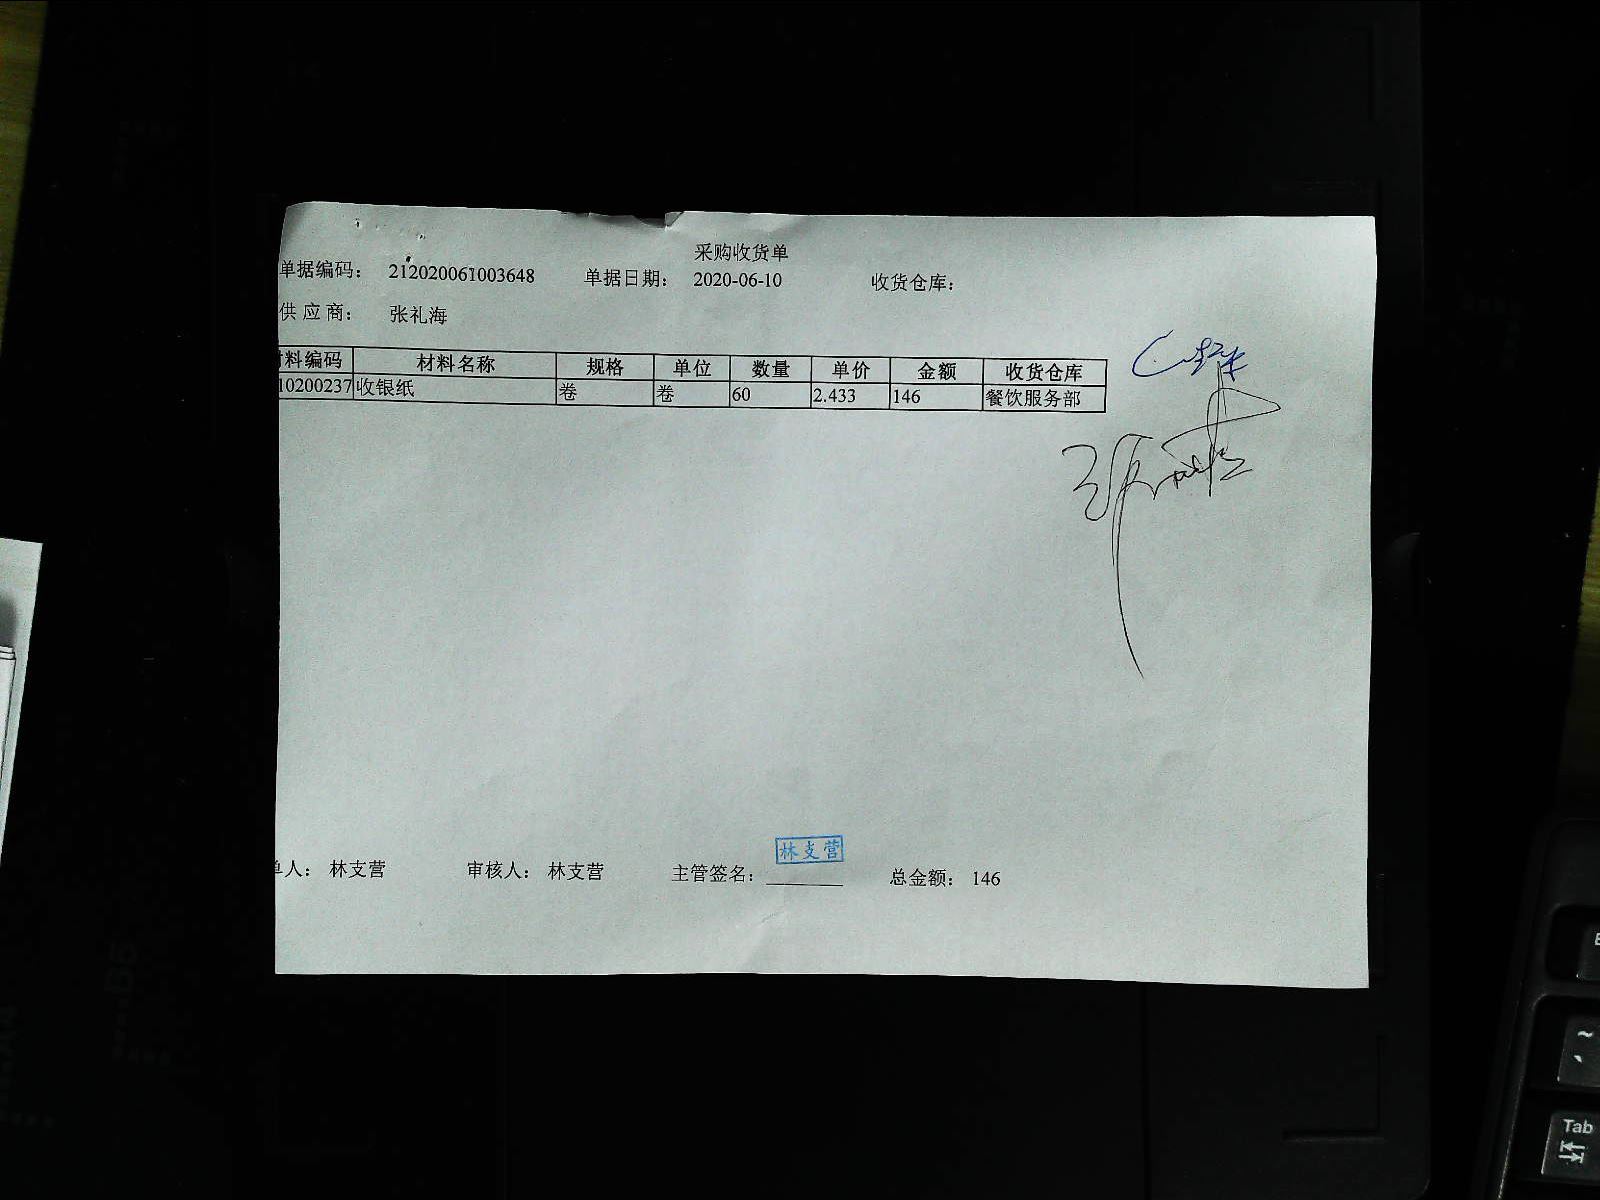 采购收货单
单据编码： 212020061003648 单据日期： 2020-06-10 收货仓库：
供应商： 张礼海
材料编码 材料名称 规格 单位 数量 单价 金额 收货仓库
10200237 收银纸 卷 卷 60 2.433 146 餐饮服务部
林支营
单人： 林支营 审核人： 林支营 主管签名： 总金额： 146
Tab